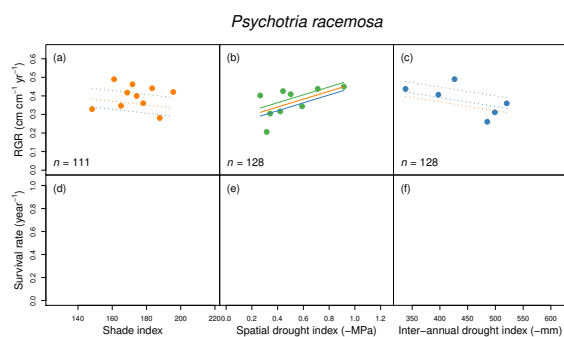 Psychotria racemosa
(a) (b) (c)
RGR (cm cm⁻¹ yr⁻¹)
0.0 0.1 0.2 0.3 0.4 0.5 0.6
n = 111 n = 128 n = 128
(d) (e) (f)
Survival rate (year⁻¹)
0.0 0.2 0.4 0.6 0.8 1.0
140 160 180 200 220
0.0 0.2 0.4 0.6 0.8 1.0
350 400 450 500 550 600
Shade index Spatial drought index (−MPa) Inter−annual drought index (−mm)